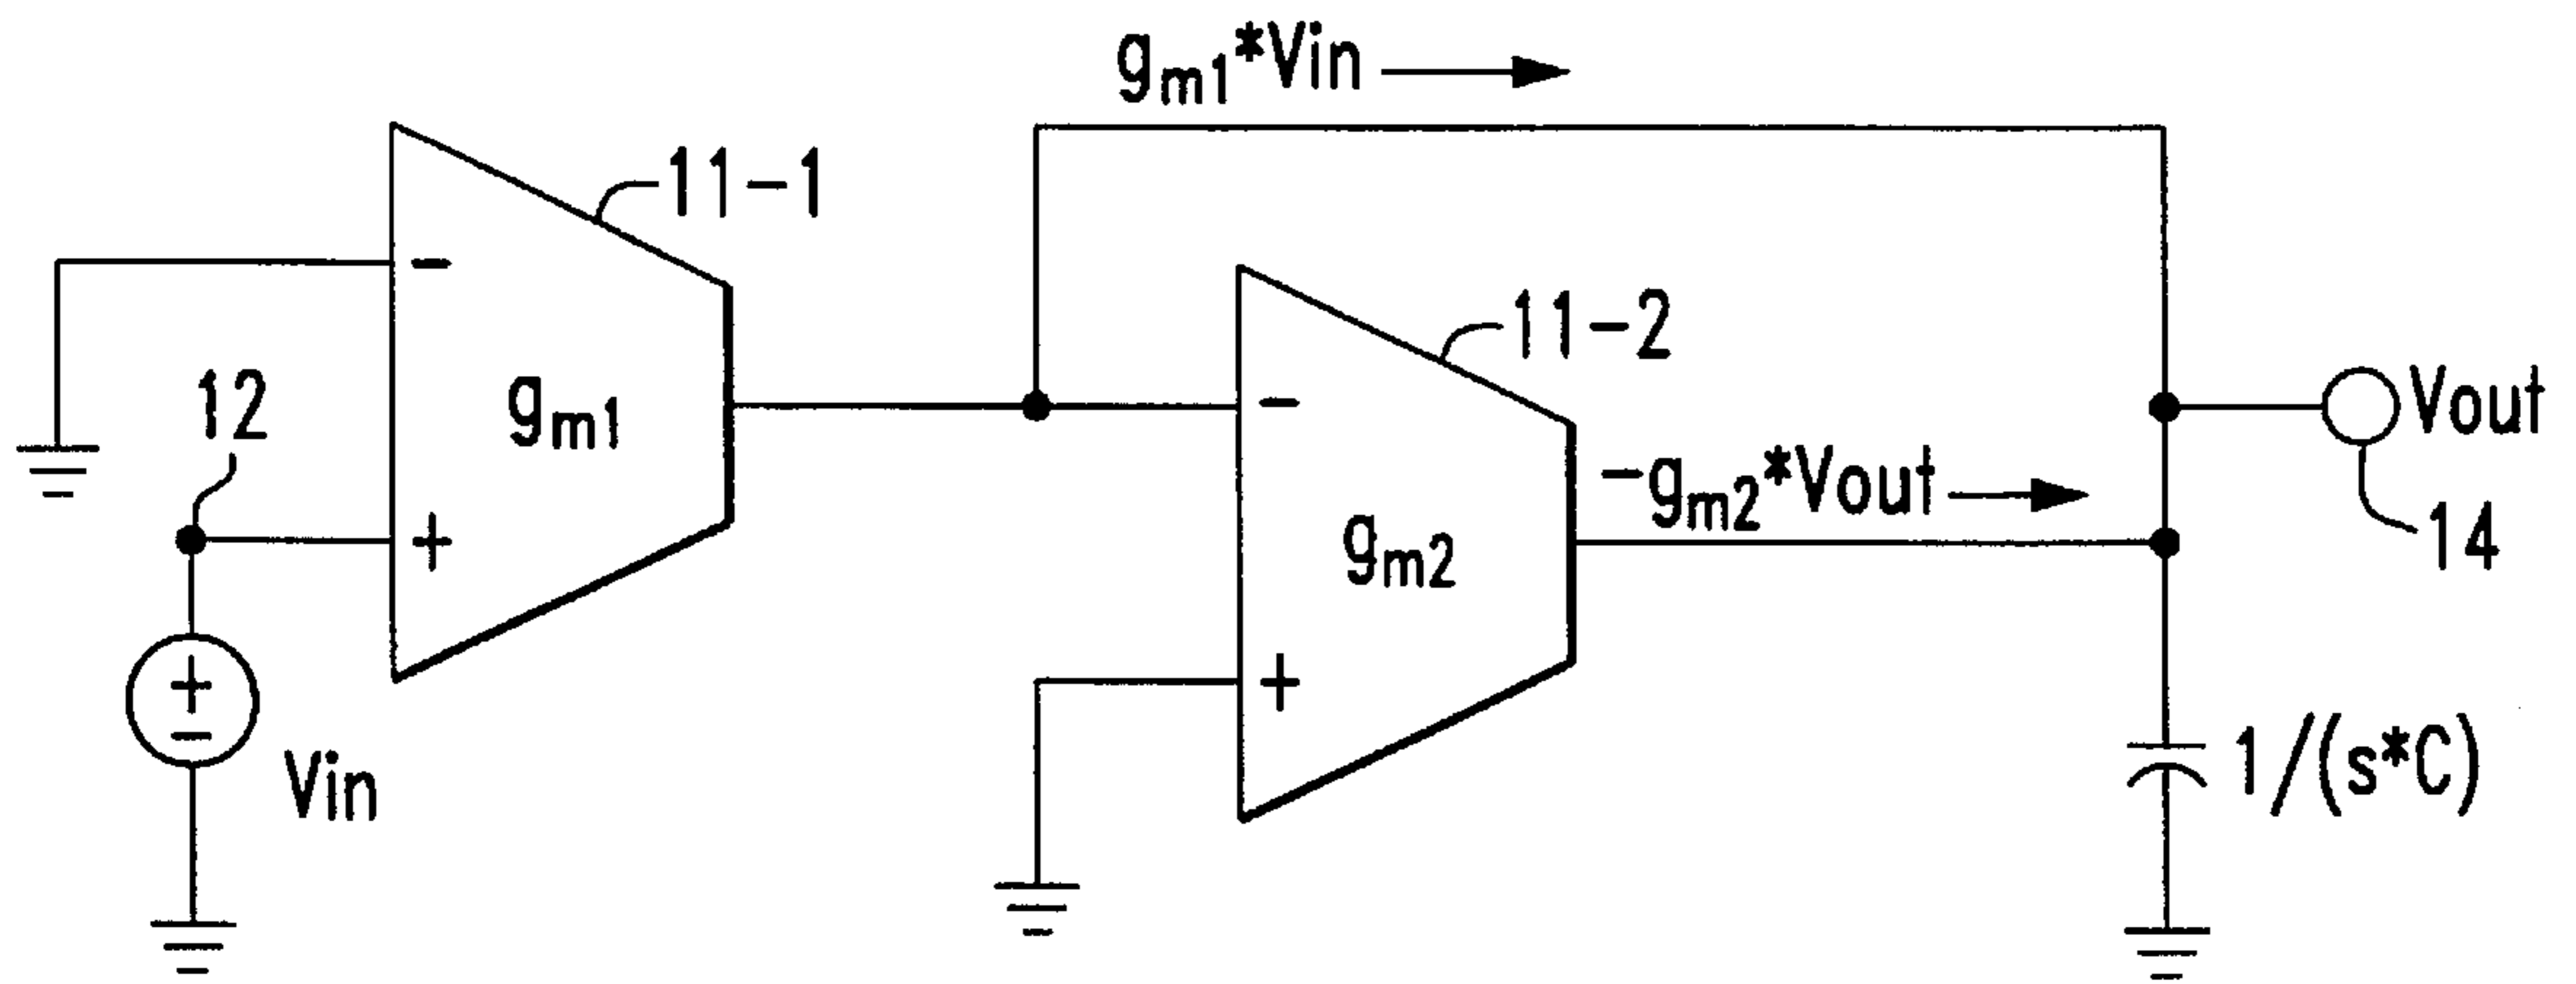 gm1*Vin
11-1
-
11-2
12
gm1
-
Vout
-gm2*Vout
+
gm2
14
+
+
-
Vin
1/(s*C)